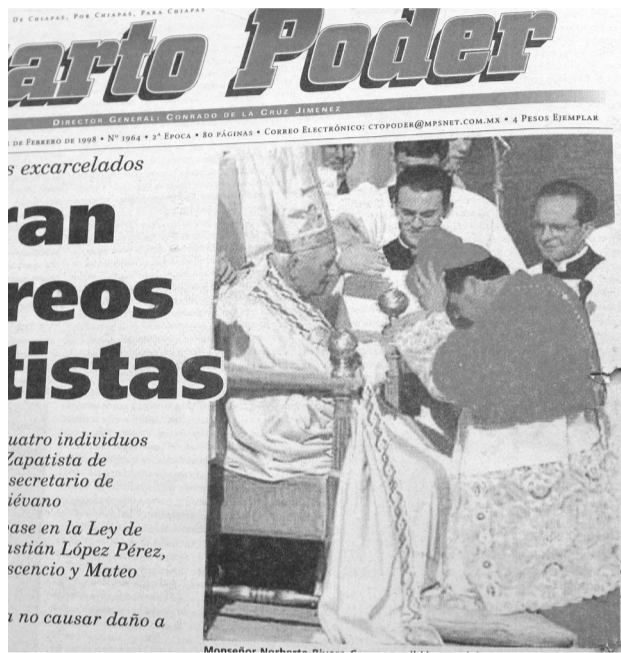 DE CHIAPAS, POR CHIAPAS, PARA CHIAPAS
arto Poder
DIRECTOR GENERAL: CONRADO DE LA CRUZ JIMENEZ
DE FEBRERO DE 1998 • Nº 1964 • 2ª EPOCA • 80 PÁGINAS • CORREO ELECTRÓNICO: CTOPODER@MPSNET.COM.MX • 4 PESOS EJEMPLAR
s excarcelados
ran
reos
tistas
uatro individuos
Zapatista de
secretario de
iévano
base en la Ley de
astián López Pérez,
scencio y Mateo
a no causar daño a
Monseñor Norberto Rivera